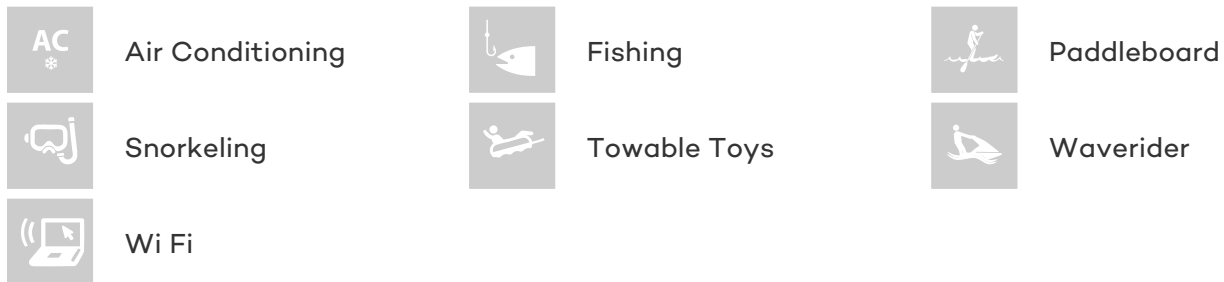 AC
Air Conditioning
Fishing
Paddleboard
Snorkeling
Towable Toys
Waverider
Wi Fi